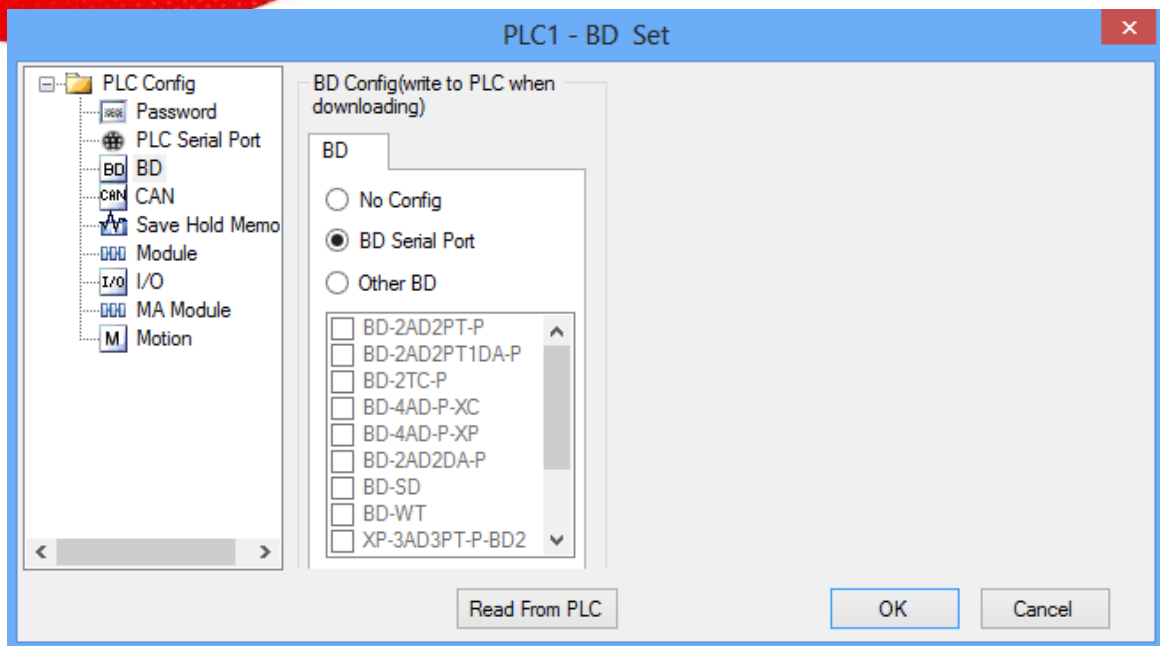 PLC1 - BD Set
×
PLC Config
Password
PLC Serial Port
BD BD
CAN CAN
Save Hold Memo
Module
I/O I/O
MA Module
M Motion
BD Config(write to PLC when
downloading)
BD
No Config
BD Serial Port
Other BD
BD-2AD2PT-P
BD-2AD2PT1DA-P
BD-2TC-P
BD-4AD-P-XC
BD-4AD-P-XP
BD-2AD2DA-P
BD-SD
BD-WT
XP-3AD3PT-P-BD2
Read From PLC
OK
Cancel